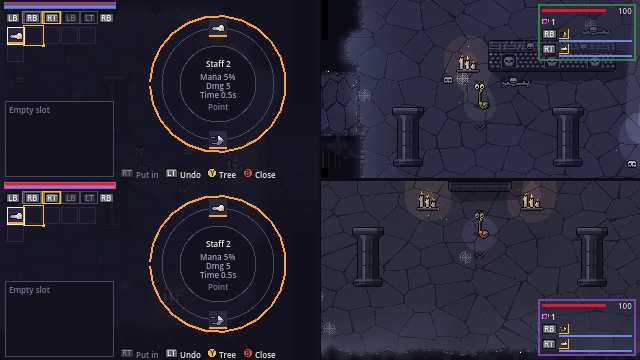 LB RB RT LB LT RB
Empty slot
Staff 2
Mana 5%
Dmg 5
Time 0.5s
Point
RT Put in LT Undo Y Tree B Close
100
1
RB
RT
LB RB RT LB LT RB
Empty slot
Staff 2
Mana 5%
Dmg 5
Time 0.5s
Point
RT Put in LT Undo Y Tree B Close
100
1
RB
RT